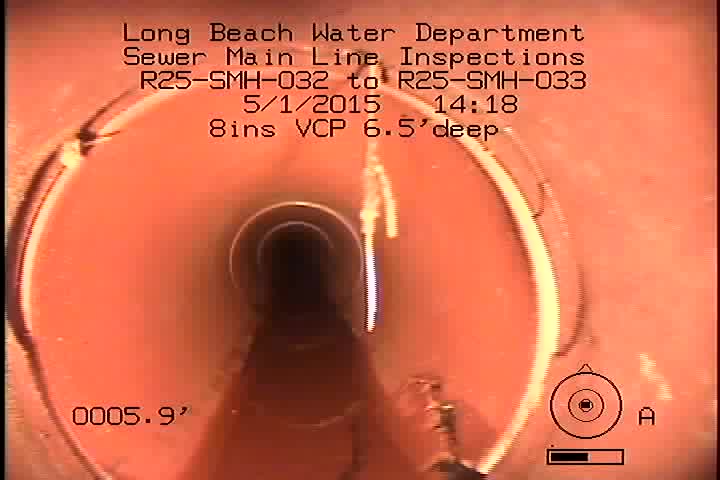 Long Beach Water Department
Sewer Main Line Inspections
R25-SMH-032 to R25-SMH-033
5/1/2015 14:18
8ins VCP 6.5'deep
0005.9'
A